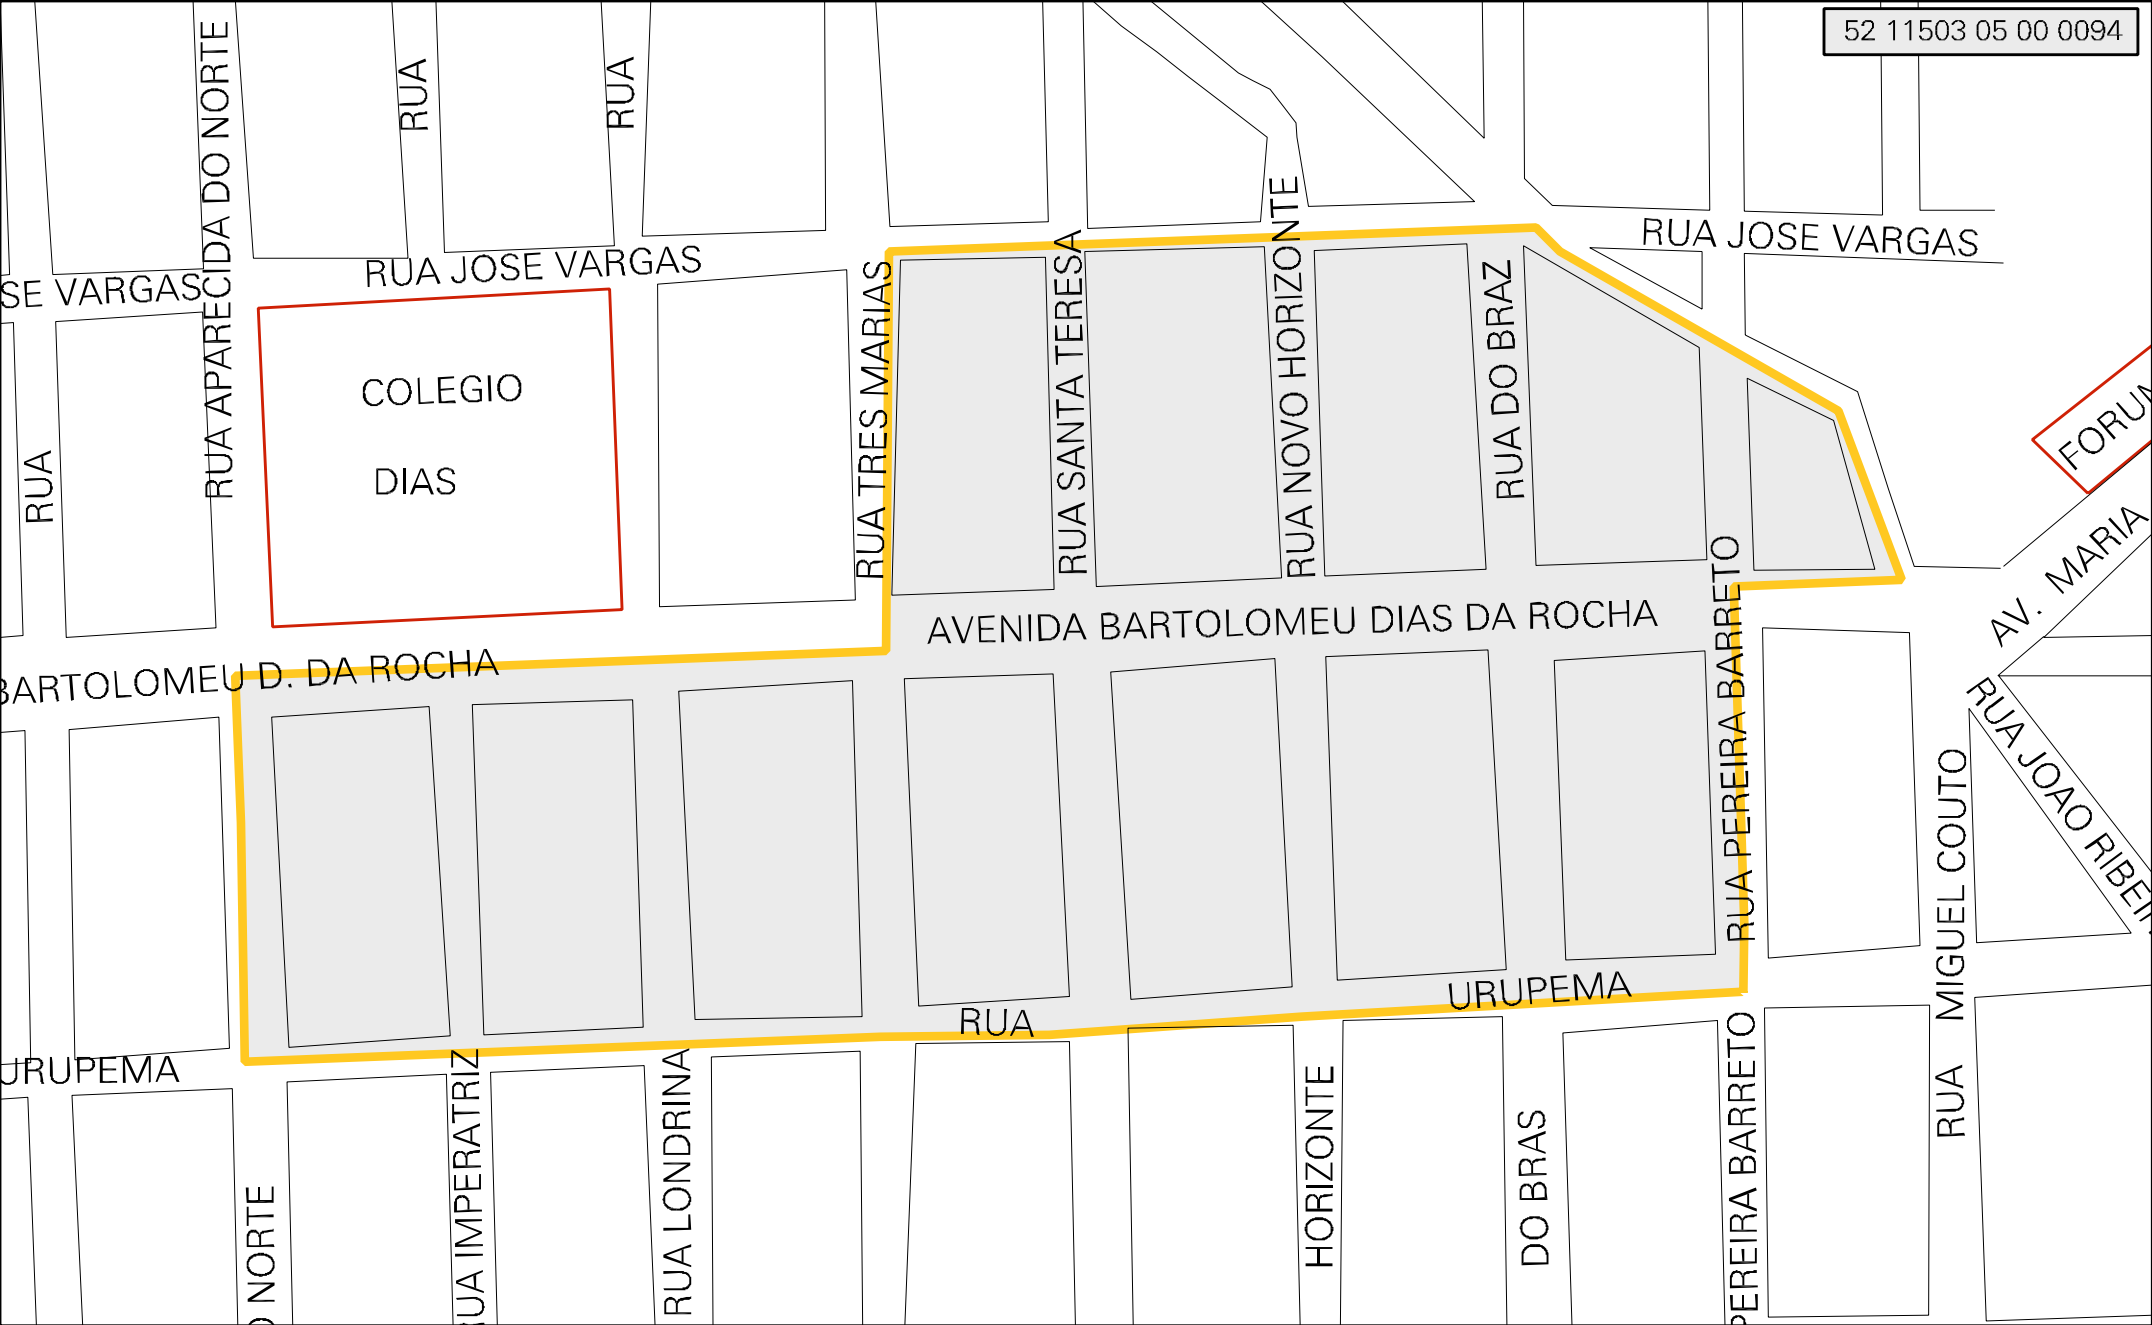 52 11503 05 00 0094
RUA APARECIDA DO NORTE
RUA
RUA
RUA JOSE VARGAS
RUA JOSE VARGAS
SE VARGAS
COLEGIO
DIAS
RUA
RUA TRES MARIAS
RUA SANTA TERESA
RUA NOVO HORIZONTE
RUA DO BRAZ
FORUM
AV. MARIA
AVENIDA BARTOLOMEU DIAS DA ROCHA
BARTOLOMEU D. DA ROCHA
RUA PEREIRA BARRETO
RUA JOAO RIBEIR
RUA MIGUEL COUTO
RUA URUPEMA
URUPEMA
O NORTE
RUA IMPERATRIZ
RUA LONDRINA
HORIZONTE
DO BRAS
PEREIRA BARRETO